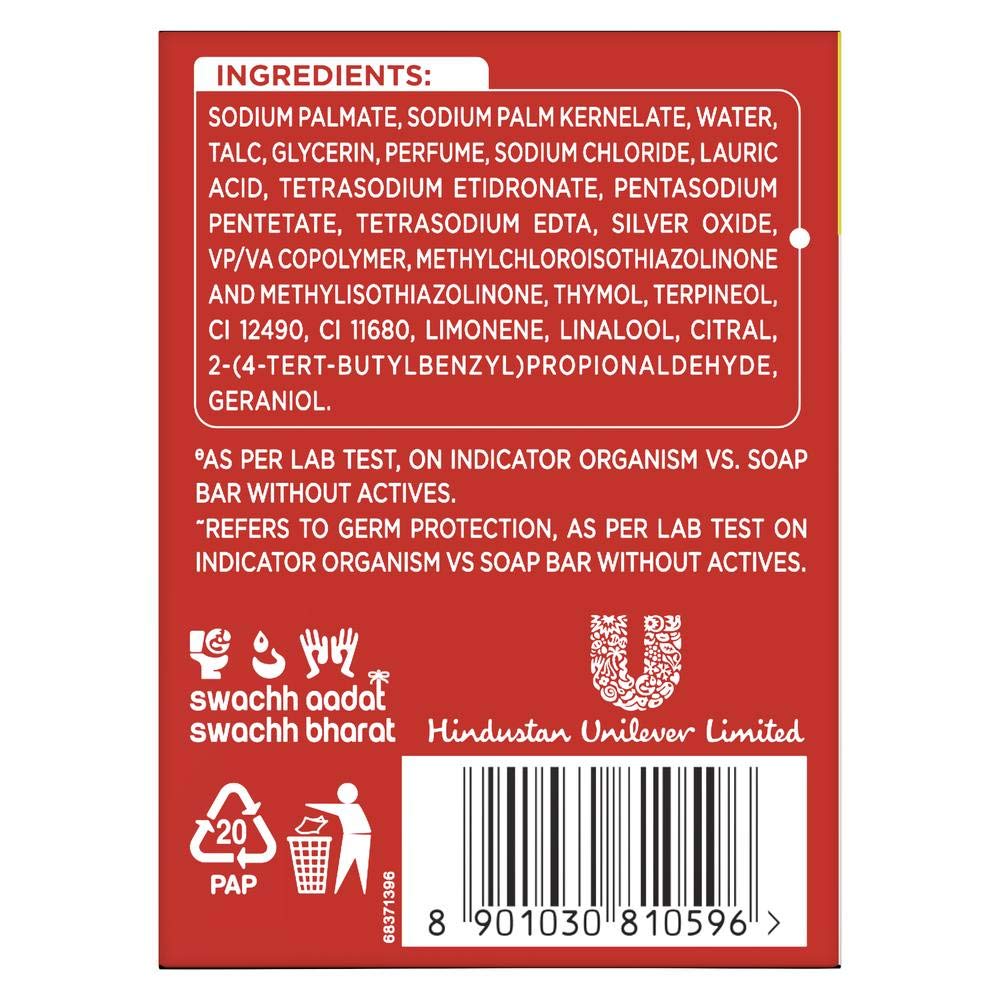 INGREDIENTS:
SODIUM PALMATE, SODIUM PALM KERNELATE, WATER,
TALC, GLYCERIN, PERFUME, SODIUM CHLORIDE, LAURIC
ACID, TETRASODIUM ETIDRONATE, PENTASODIUM
PENTETATE, TETRASODIUM EDTA, SILVER OXIDE,
VP/VA COPOLYMER, METHYLCHLOROISOTHIAZOLINONE
AND METHYLISOTHIAZOLINONE, THYMOL, TERPINEOL,
CI 12490, CI 11680, LIMONENE, LINALOOL, CITRAL,
2-(4-TERT-BUTYLBENZYL)PROPIONALDEHYDE,
GERANIOL.
ᶿAS PER LAB TEST, ON INDICATOR ORGANISM VS. SOAP
BAR WITHOUT ACTIVES.
~REFERS TO GERM PROTECTION, AS PER LAB TEST ON
INDICATOR ORGANISM VS SOAP BAR WITHOUT ACTIVES.
swachh aadat
swachh bharat
U
Hindustan Unilever Limited
20
PAP
68371396
8 901030 810596 >